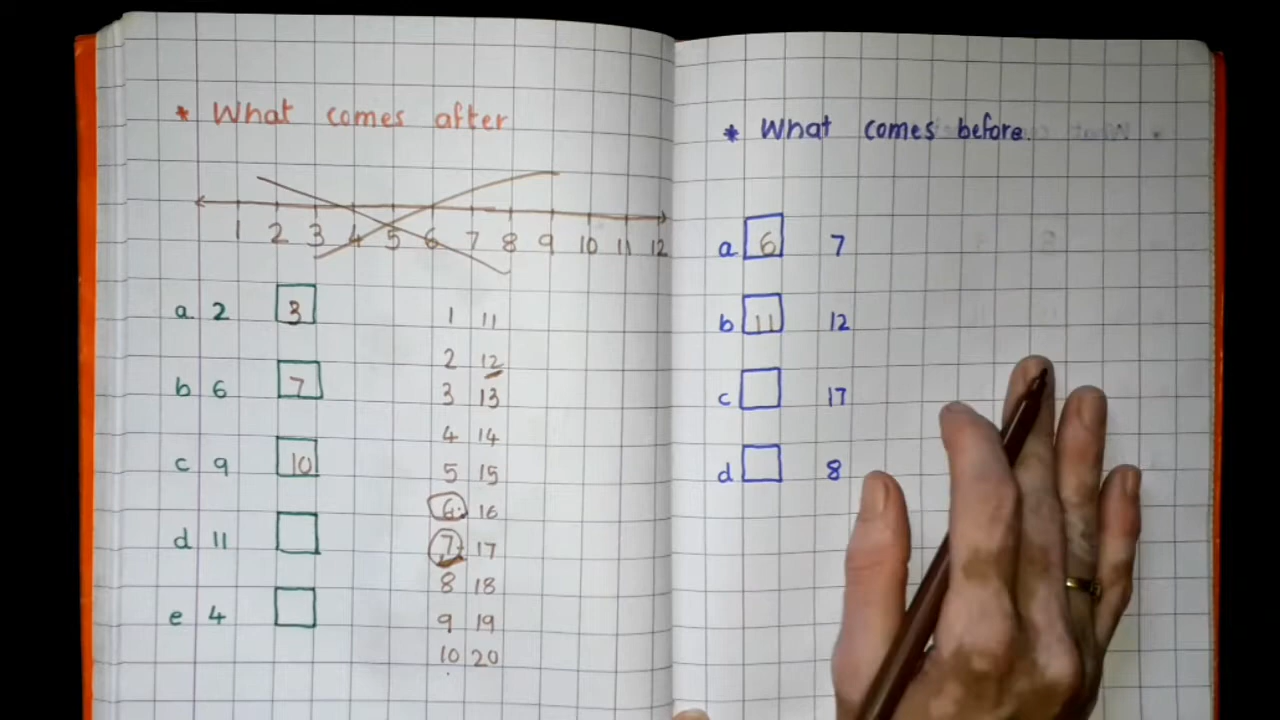 * What comes after
1 2 3 4 5 6 7 8 9 10 11 12
a 2 3
b 6 7
c 9 10
d 11
e 4
1 11
2 12
3 13
4 14
5 15
6 16
7 17
8 18
9 19
10 20
* What comes before.
a 6 7
b 11 12
c 17
d 8